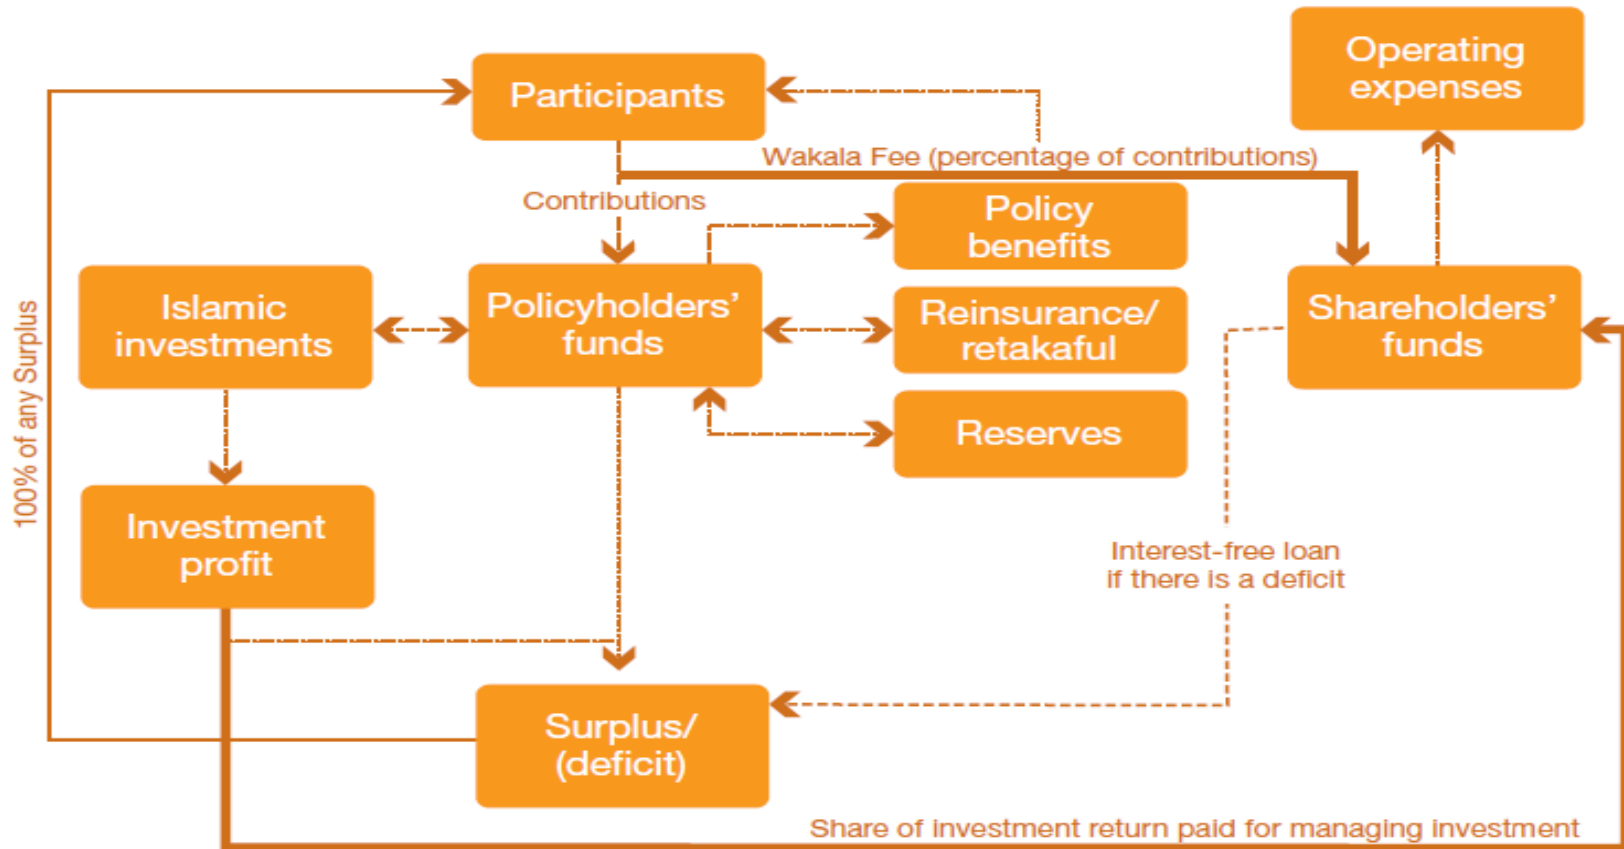 Operating
expenses
Participants
Wakala Fee (percentage of contributions)
Contributions
Policy
benefits
Islamic
investments
Policyholders’
funds
Reinsurance/
retakaful
Shareholders’
funds
Reserves
100% of any Surplus
Investment
profit
Interest-free loan
if there is a deficit
Surplus/
(deficit)
Share of investment return paid for managing investment